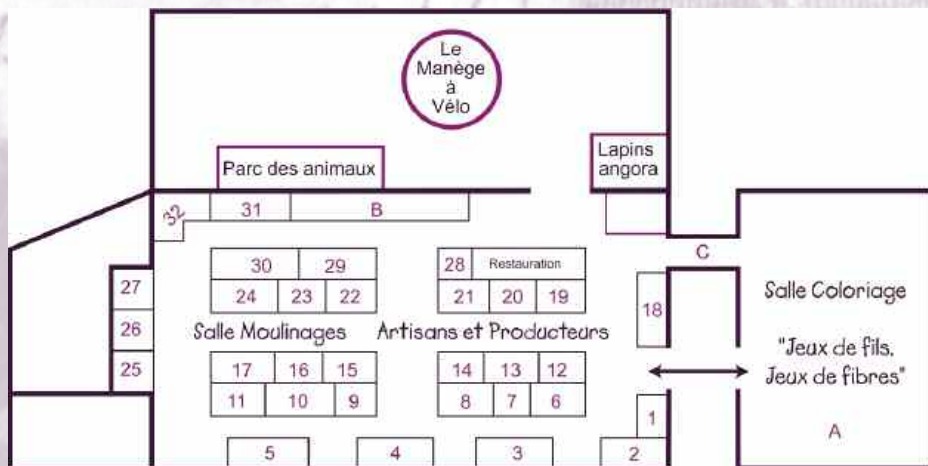 Le
Manège
à
Vélo
Parc des animaux
Lapins
angora
32
31
B
C
30
29
28
Restauration
27
24
23
22
21
20
19
18
Salle Coloriage
26
Salle Moulinages
Artisans et Producteurs
"Jeux de fils,
Jeux de fibres"
25
17
16
15
14
13
12
11
10
9
8
7
6
1
A
5
4
3
2